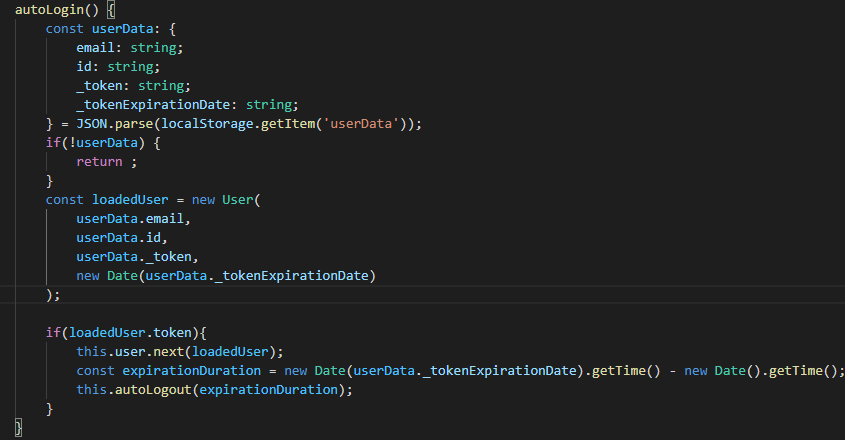 autoLogin() {
    const userData: {
        email: string;
        id: string;
        _token: string;
        _tokenExpirationDate: string;
    } = JSON.parse(localStorage.getItem('userData'));
    if(!userData) {
        return ;
    }
    const loadedUser = new User(
        userData.email,
        userData.id,
        userData._token,
        new Date(userData._tokenExpirationDate)
    );
    if(loadedUser.token){
        this.user.next(loadedUser);
        const expirationDuration = new Date(userData._tokenExpirationDate).getTime() - new Date().getTime();
        this.autoLogout(expirationDuration);
    }
}